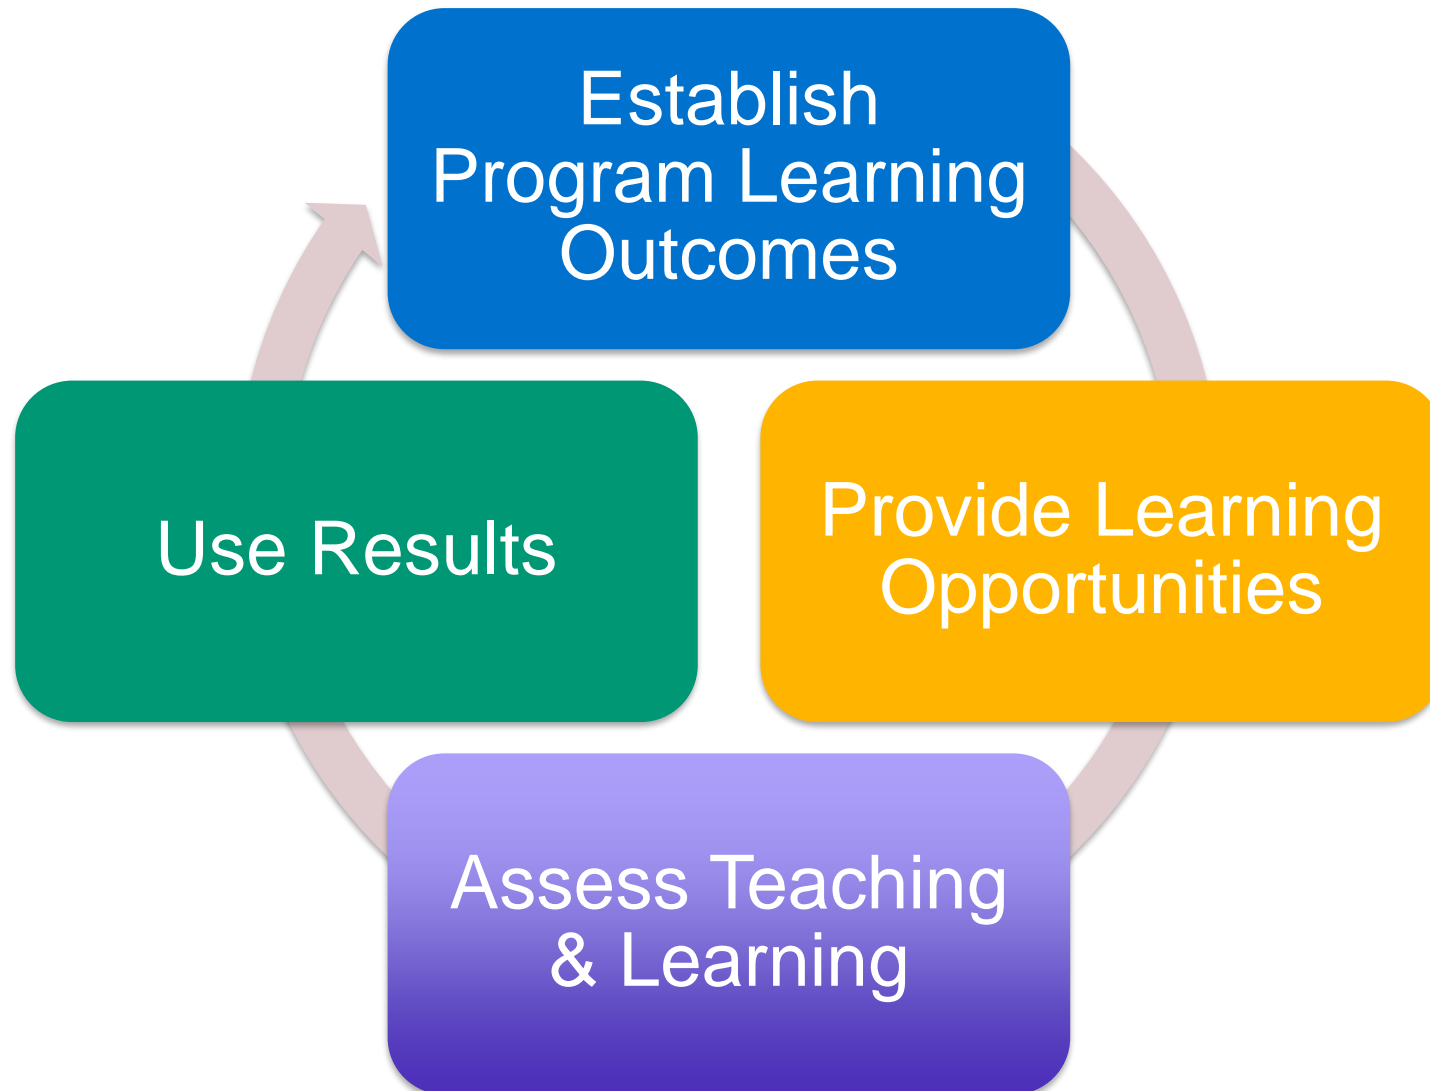 Establish
Program Learning
Outcomes
Provide Learning
Opportunities
Assess Teaching
& Learning
Use Results